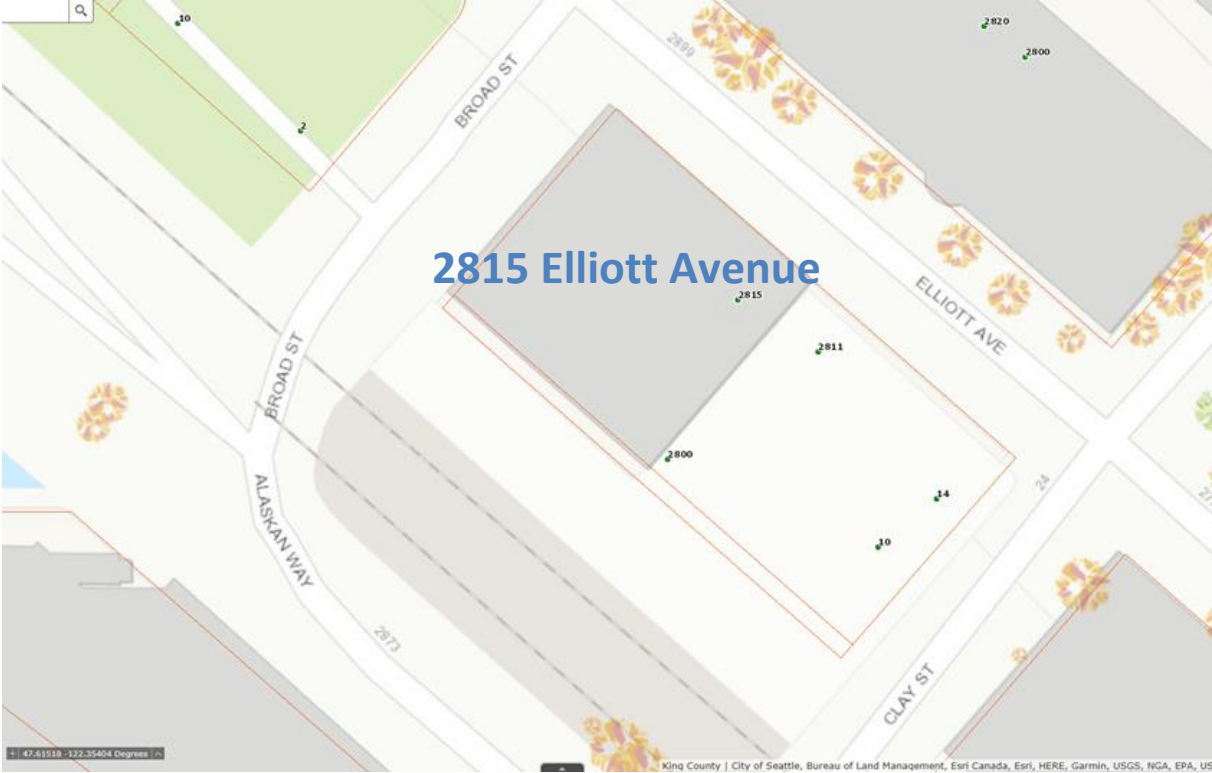 10
2820
2800
2899
BROAD ST
2
2815 Elliott Avenue
2815
ELLIOTT AVE
2811
BROAD ST
2800
24
14
ALASKAN WAY
10
2873
CLAY ST
+ 47.61518 -122.35404 Degrees
King County | City of Seattle, Bureau of Land Management, Esri Canada, Esri, HERE, Garmin, USGS, NGA, EPA, US